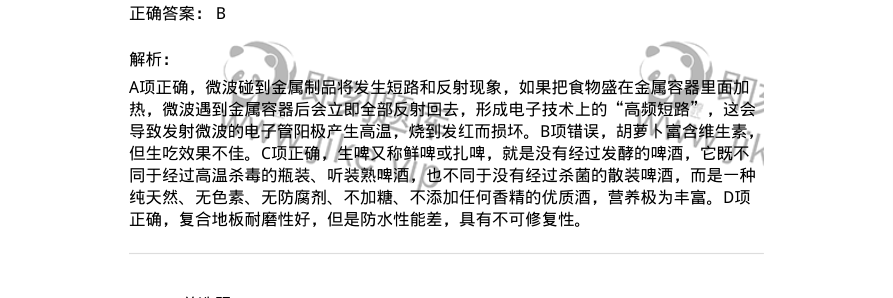 正确答案： B
解析：
A项正确，微波碰到金属制品将发生短路和反射现象，如果把食物盛在金属容器里面加
热，微波遇到金属容器后会立即全部反射回去，形成电子技术上的“高频短路”，这会
导致发射微波的电子管阳极产生高温，烧到发红而损坏。B项错误，胡萝卜富含维生素，
但生吃效果不佳。C项正确，生啤又称鲜啤或扎啤，就是没有经过发酵的啤酒，它既不
同于经过高温杀毒的瓶装、听装熟啤酒，也不同于没有经过杀菌的散装啤酒，而是一种
纯天然、无色素、无防腐剂、不加糖、不添加任何香精的优质酒，营养极为丰富。D项
正确，复合地板耐磨性好，但是防水性能差，具有不可修复性。